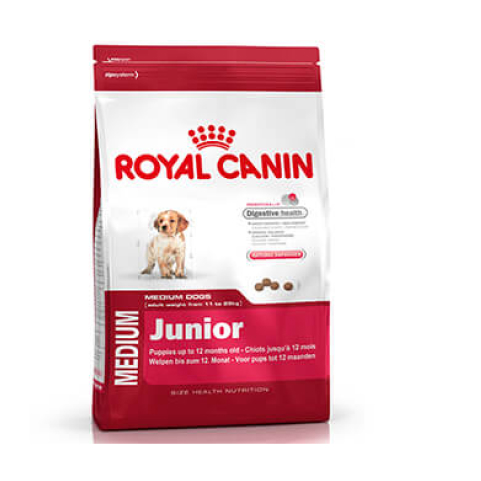 zipsystem
ROYAL CANIN
Digestive health
MEDIUM DOGS
(adult weight from 11 to 25kg)
MEDIUM
Junior
Puppies up to 12 months old - Chiots jusqu'à 12 mois
Welpen bis zum 12. Monat - Voor pups tot 12 maanden
SIZE HEALTH NUTRITION